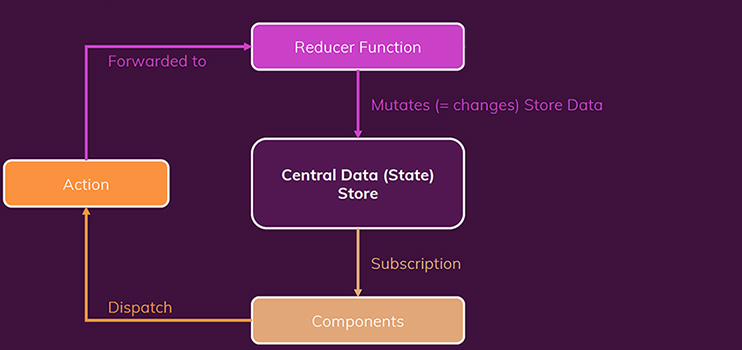 Reducer Function
Forwarded to
Mutates (= changes) Store Data
Action
Central Data (State)
Store
Subscription
Dispatch
Components